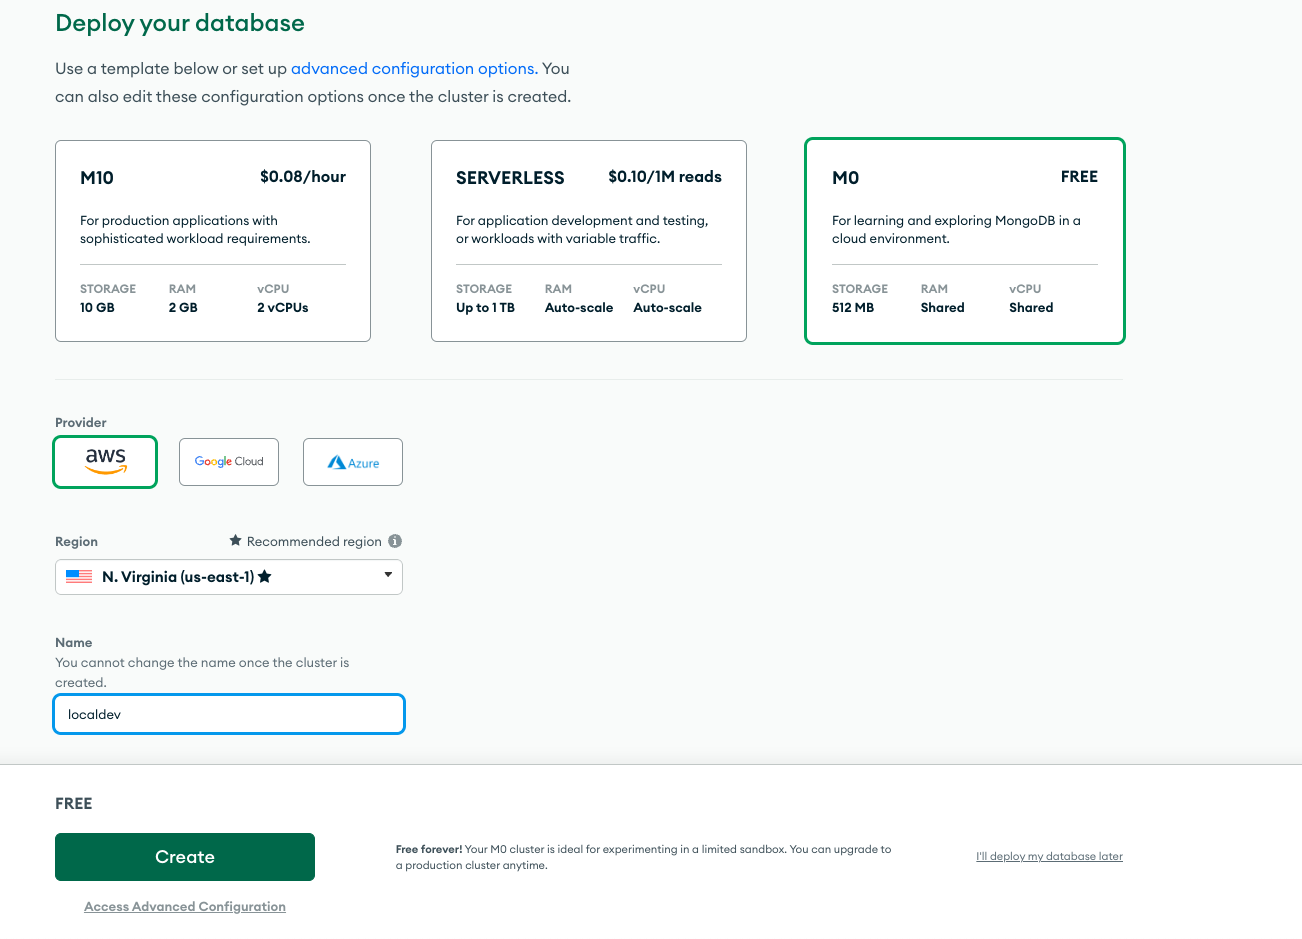 Deploy your database
Use a template below or set up advanced configuration options. You
can also edit these configuration options once the cluster is created.
M10 $0.08/hour
For production applications with
sophisticated workload requirements.
STORAGE RAM vCPU
10 GB 2 GB 2 vCPUs
SERVERLESS $0.10/1M reads
For application development and testing,
or workloads with variable traffic.
STORAGE RAM vCPU
Up to 1 TB Auto-scale Auto-scale
M0 FREE
For learning and exploring MongoDB in a
cloud environment.
STORAGE RAM vCPU
512 MB Shared Shared
Provider
aws Google Cloud Azure
Region ★ Recommended region
N. Virginia (us-east-1) ★
Name
You cannot change the name once the cluster is
created.
localdev
FREE
Create
Free forever! Your M0 cluster is ideal for experimenting in a limited sandbox. You can upgrade to
a production cluster anytime.
I'll deploy my database later
Access Advanced Configuration